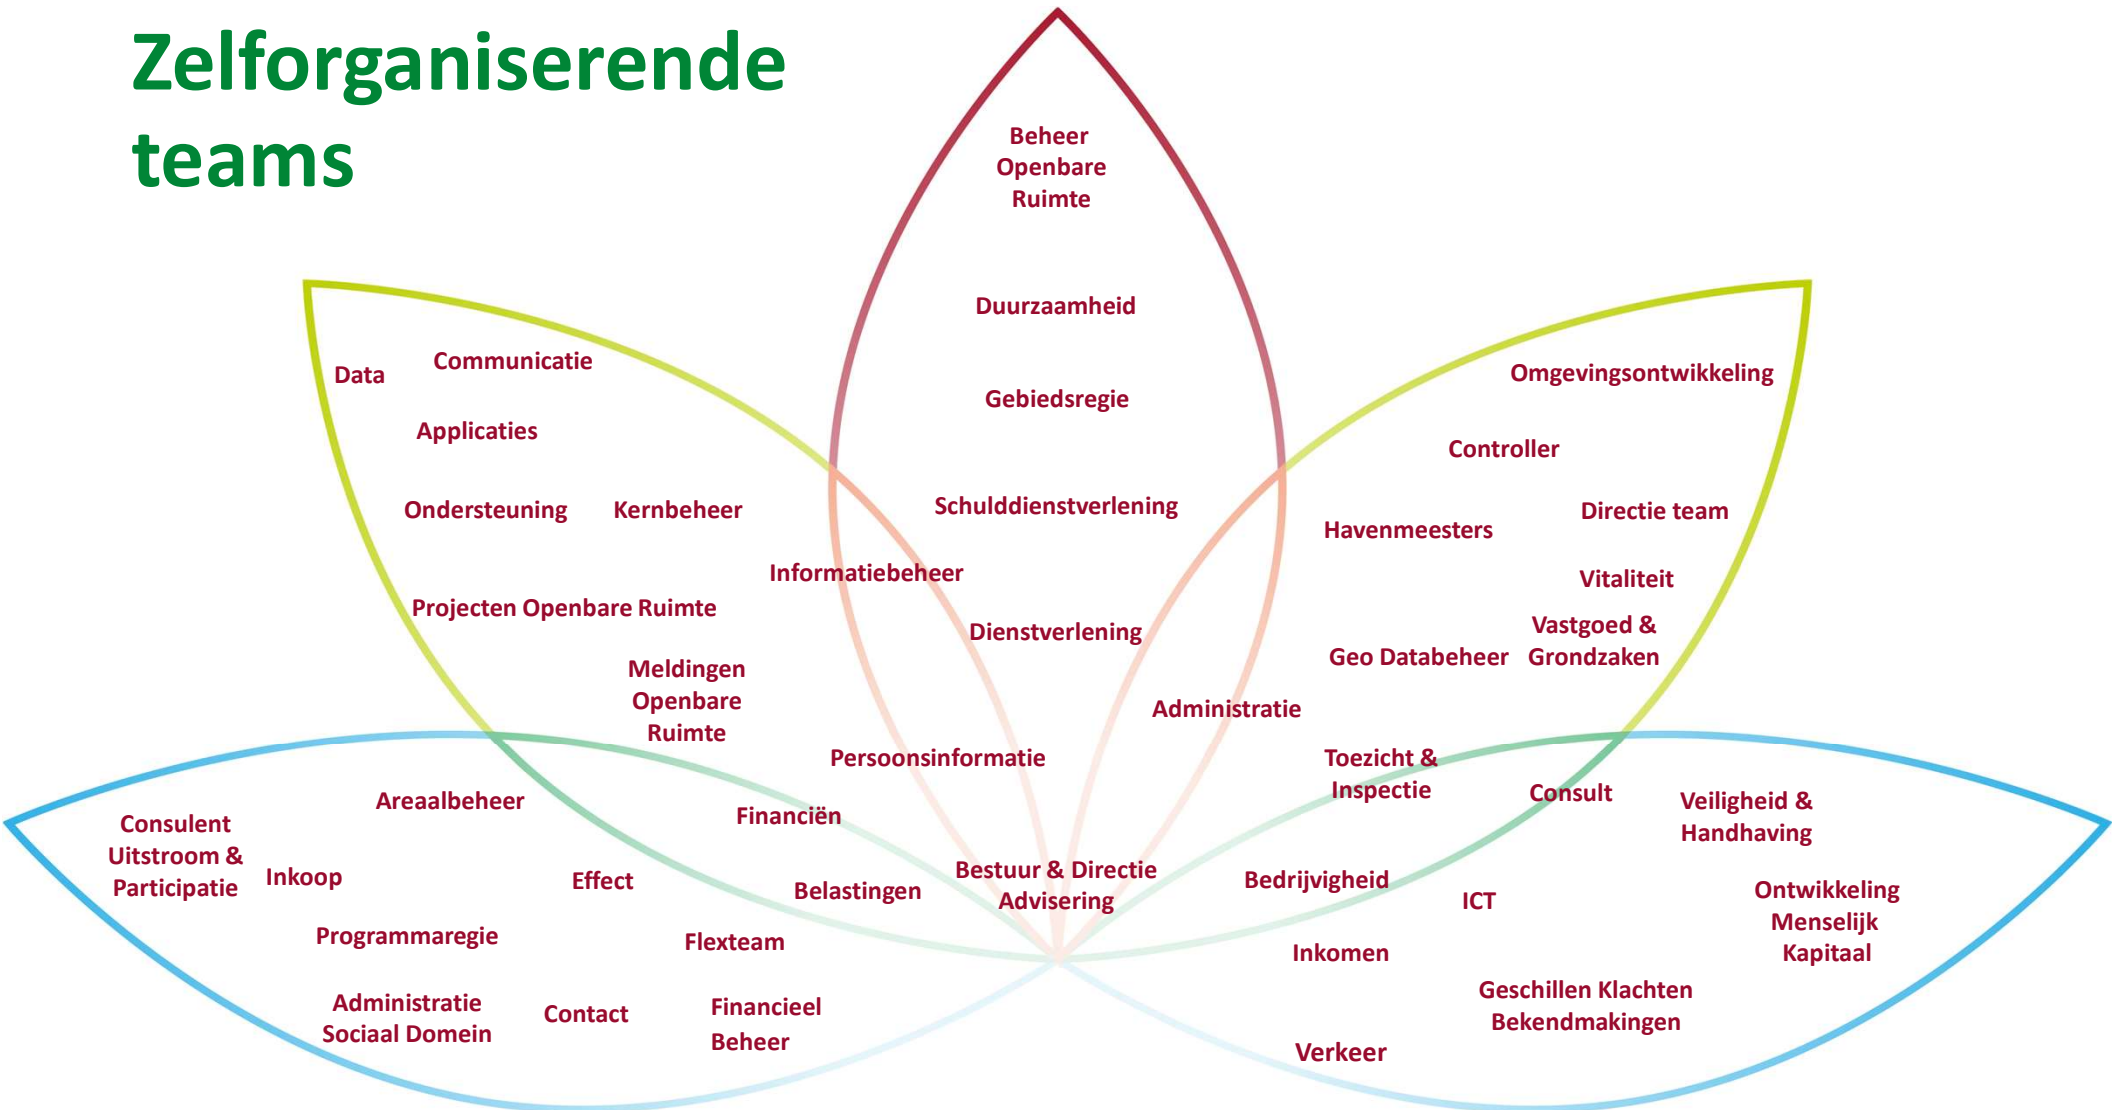 Zelforganiserende
teams
Beheer
Openbare
Ruimte
Duurzaamheid
Gebiedsregie
Schulddienstverlening
Dienstverlening
Data
Communicatie
Applicaties
Ondersteuning
Kernbeheer
Informatiebeheer
Projecten Openbare Ruimte
Meldingen
Openbare
Ruimte
Persoonsinformatie
Omgevingsontwikkeling
Controller
Directie team
Havenmeesters
Vitaliteit
Vastgoed &
Grondzaken
Geo Databeheer
Administratie
Toezicht &
Inspectie
Consult
Veiligheid &
Handhaving
Areaalbeheer
Financiën
Consulent
Uitstroom &
Participatie
Inkoop
Effect
Belastingen
Bestuur & Directie
Advisering
Bedrijvigheid
ICT
Ontwikkeling
Menselijk
Kapitaal
Programmaregie
Flexteam
Inkomen
Administratie
Sociaal Domein
Contact
Financieel
Beheer
Geschillen Klachten
Bekendmakingen
Verkeer